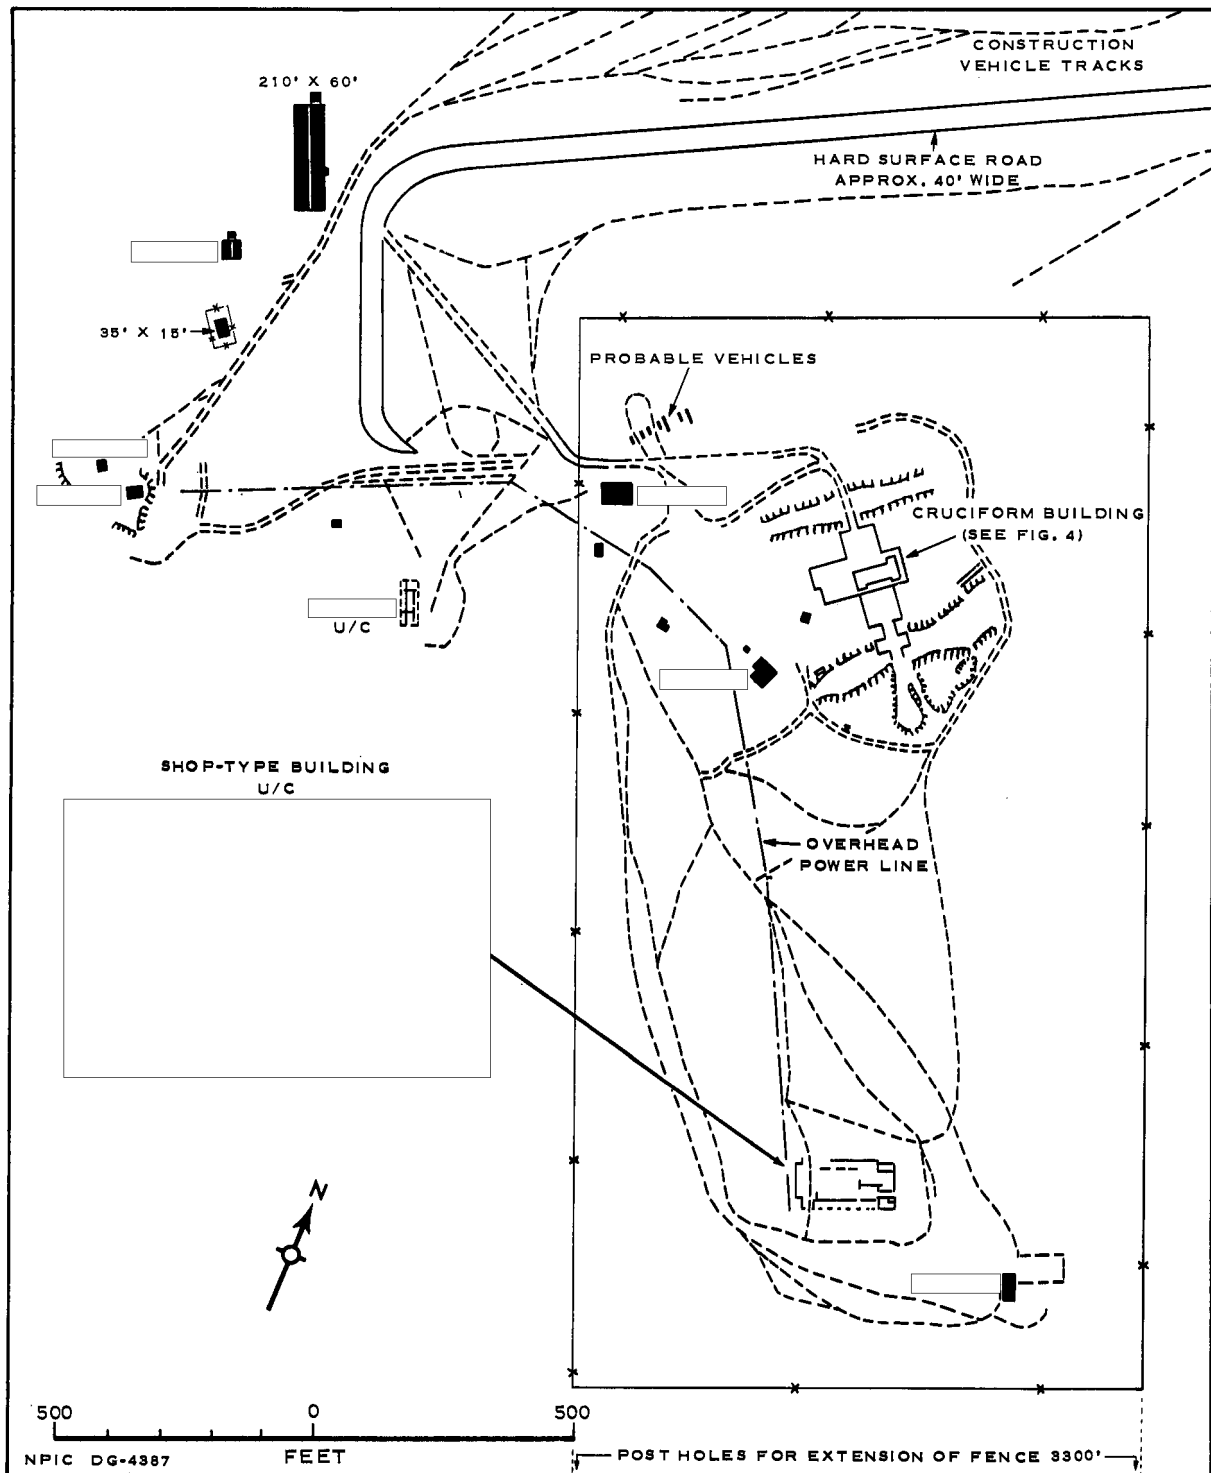 CONSTRUCTION
VEHICLE TRACKS
210' X 60'
HARD SURFACE ROAD
APPROX. 40' WIDE
35' X 15'
PROBABLE VEHICLES
CRUCIFORM BUILDING
(SEE FIG. 4)
U/C
SHOP-TYPE BUILDING
U/C
OVERHEAD
POWER LINE
N
500 0 500
FEET
NPIC DG-4387
POST HOLES FOR EXTENSION OF FENCE 3300'